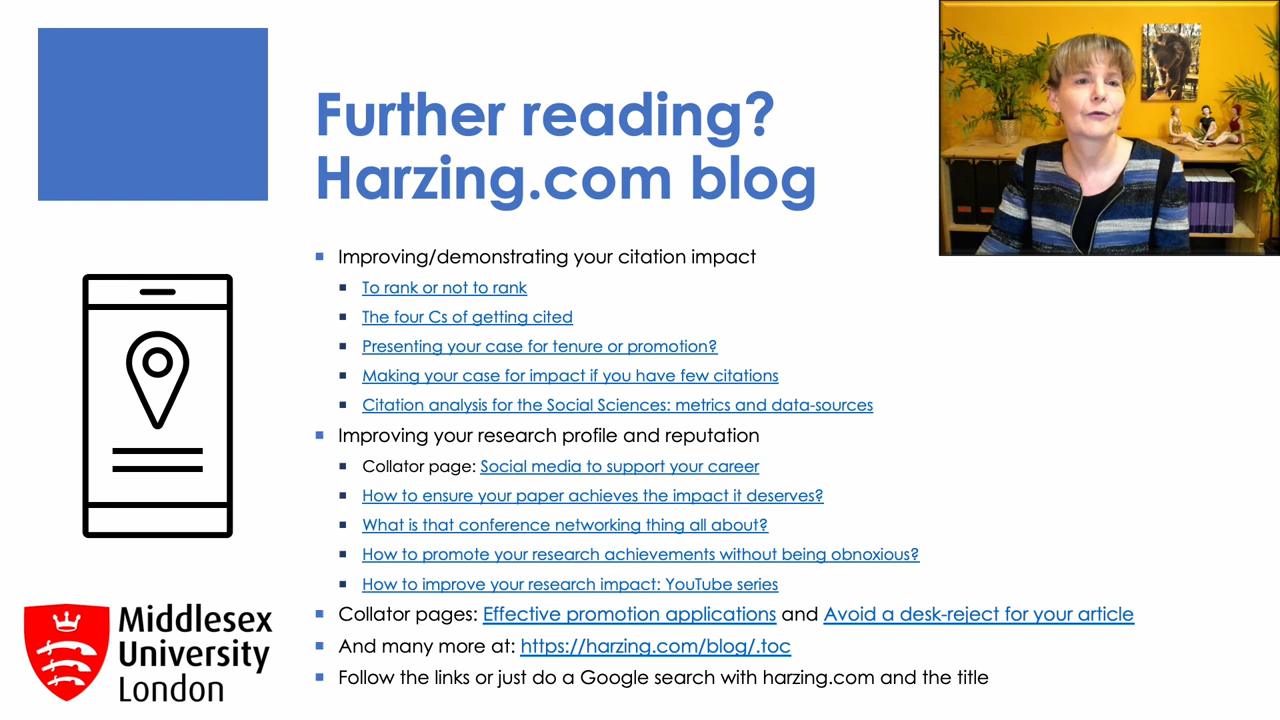 Further reading?
Harzing.com blog
Improving/demonstrating your citation impact
To rank or not to rank
The four Cs of getting cited
Presenting your case for tenure or promotion?
Making your case for impact if you have few citations
Citation analysis for the Social Sciences: metrics and data-sources
Improving your research profile and reputation
Collator page: Social media to support your career
How to ensure your paper achieves the impact it deserves?
What is that conference networking thing all about?
How to promote your research achievements without being obnoxious?
How to improve your research impact: YouTube series
Collator pages: Effective promotion applications and Avoid a desk-reject for your article
And many more at: https://harzing.com/blog/.toc
Follow the links or just do a Google search with harzing.com and the title
Middlesex
University
London